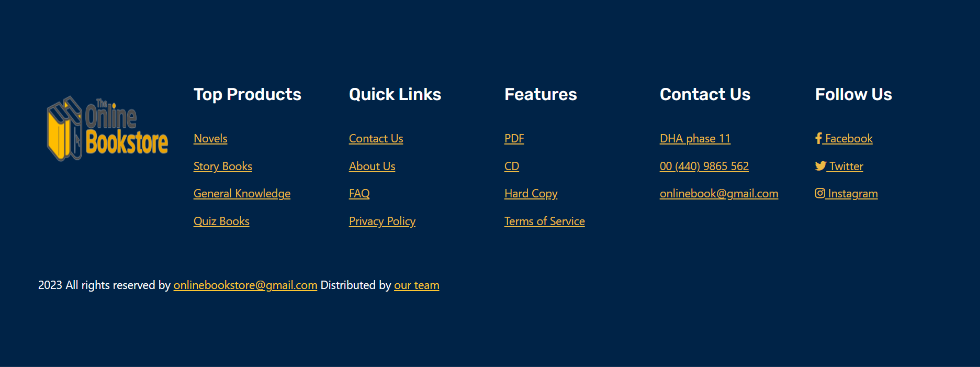 The
Online
Bookstore
Top Products
Novels
Story Books
General Knowledge
Quiz Books
Quick Links
Contact Us
About Us
FAQ
Privacy Policy
Features
PDF
CD
Hard Copy
Terms of Service
Contact Us
DHA phase 11
00 (440) 9865 562
onlinebook@gmail.com
Follow Us
Facebook
Twitter
Instagram
2023 All rights reserved by onlinebookstore@gmail.com Distributed by our team